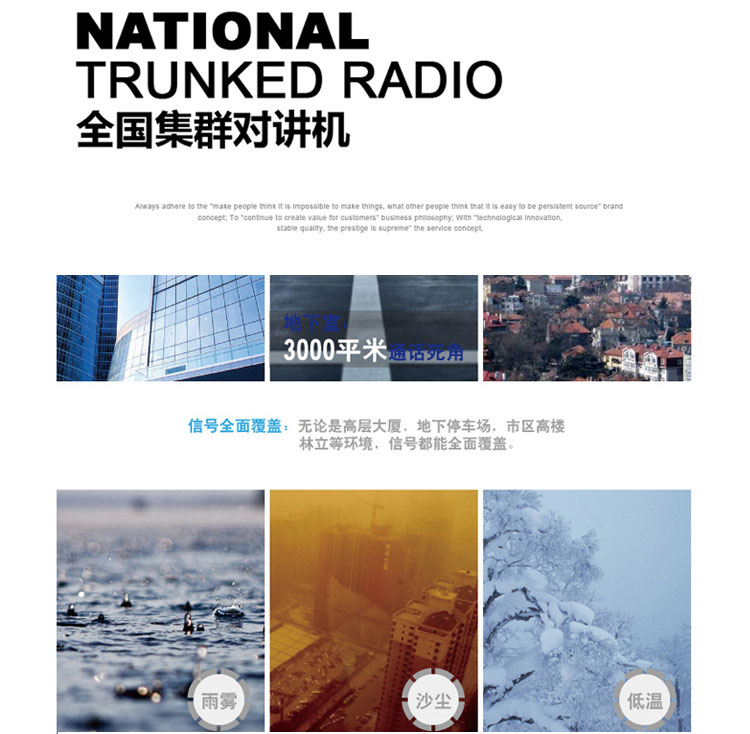 NATIONAL
TRUNKED RADIO
全国集群对讲机
Always adhere to the "make people think it is impossible to make things, what other people think that it is easy to be persistent source" brand
concept; To "continue to create value for customers" business philosophy; With "technological innovation,
stable quality, the prestige is supreme" the service concept,
地下室
3000平米通话死角
信号全面覆盖：无论是高层大厦．地下停车场，市区高楼
林立等环境．信号都能全面覆盖。
雨雾
沙尘
低温